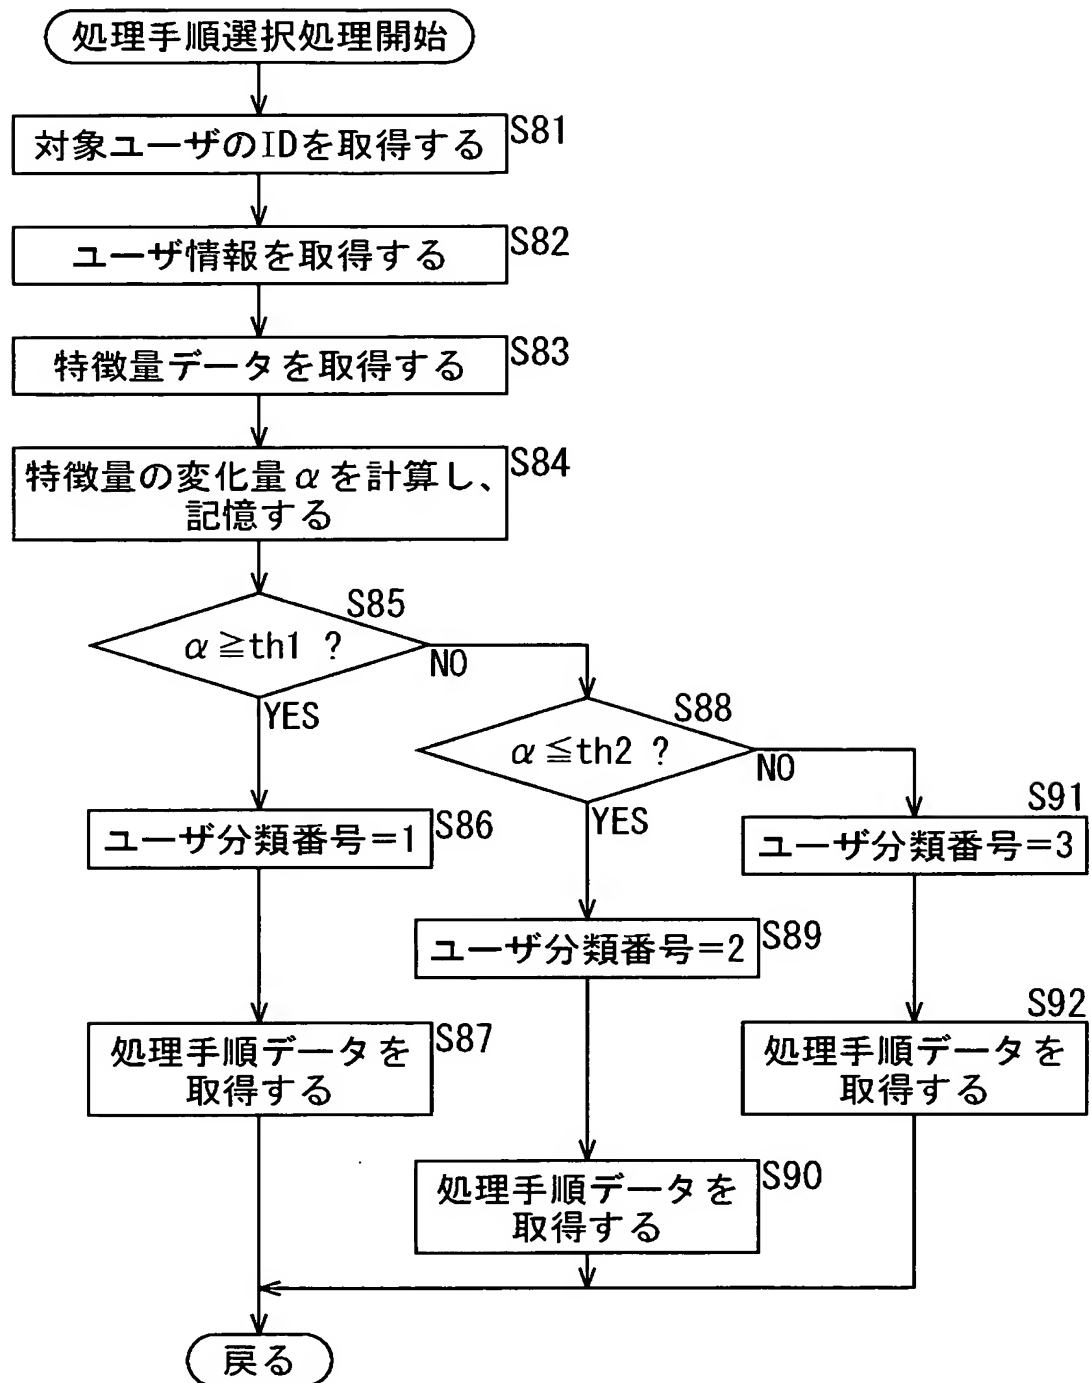 処理手順選択処理開始
対象ユーザのIDを取得する
S81
ユーザ情報を取得する
S82
特徴量データを取得する
S83
特徴量の変化量αを計算し、
記憶する
S84
S85
α≧th1 ?
NO
YES
S88
α≦th2 ?
NO
YES
ユーザ分類番号=1
S86
S91
ユーザ分類番号=3
ユーザ分類番号=2
S89
処理手順データを
取得する
S87
S92
処理手順データを
取得する
処理手順データを
取得する
S90
戻る